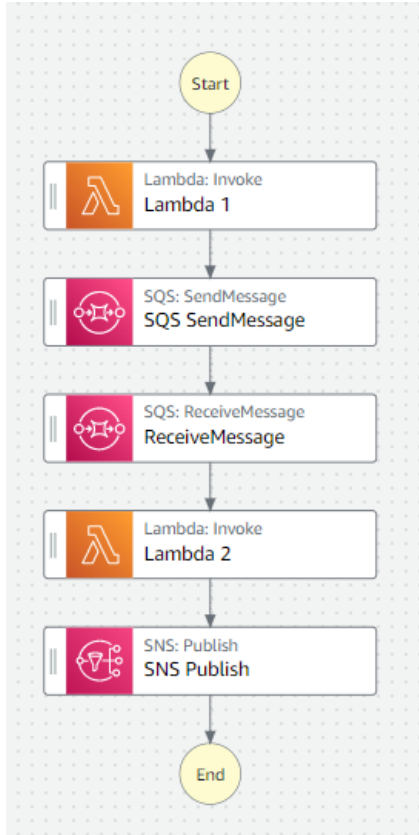 Start
Lambda: Invoke
Lambda 1
SQS: SendMessage
SQS SendMessage
SQS: ReceiveMessage
ReceiveMessage
Lambda: Invoke
Lambda 2
SNS: Publish
SNS Publish
End